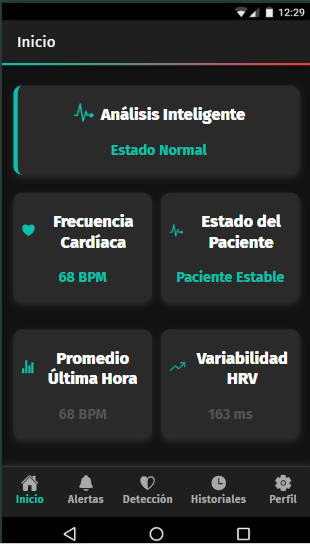 12:29
Inicio
Análisis Inteligente
Estado Normal
Frecuencia
Cardíaca
68 BPM
Estado del
Paciente
Paciente Estable
Promedio
Última Hora
68 BPM
Variabilidad
HRV
163 ms
Inicio
Alertas
Detección
Historiales
Perfil